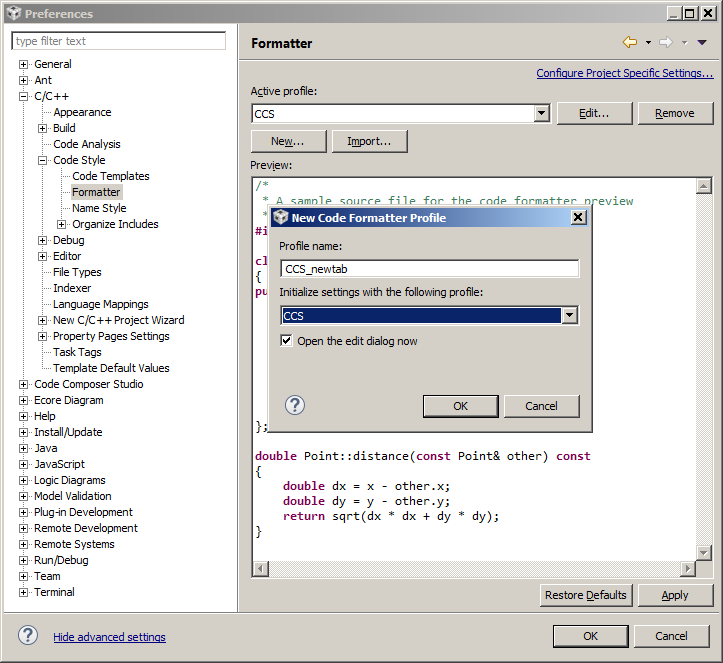 Preferences
type filter text
General
Ant
C/C++
Appearance
Build
Code Analysis
Code Style
Code Templates
Formatter
Name Style
Organize Includes
Debug
Editor
File Types
Indexer
Language Mappings
New C/C++ Project Wizard
Property Pages Settings
Task Tags
Template Default Values
Code Composer Studio
Ecore Diagram
Help
Install/Update
Java
JavaScript
Logic Diagrams
Model Validation
Plug-in Development
Remote Development
Remote Systems
Run/Debug
Team
Terminal
Formatter
Configure Project Specific Settings...
Active profile:
CCS
Edit...
Remove
New...
Import...
Preview:
/*
* A sample source file for the code formatter preview
*
#i
cl
{
pu
New Code Formatter Profile
Profile name:
CCS_newtab
Initialize settings with the following profile:
CCS
Open the edit dialog now
?
OK
Cancel
};
double Point::distance(const Point& other) const
{
double dx = x - other.x;
double dy = y - other.y;
return sqrt(dx * dx + dy * dy);
}
Restore Defaults
Apply
?
Hide advanced settings
OK
Cancel